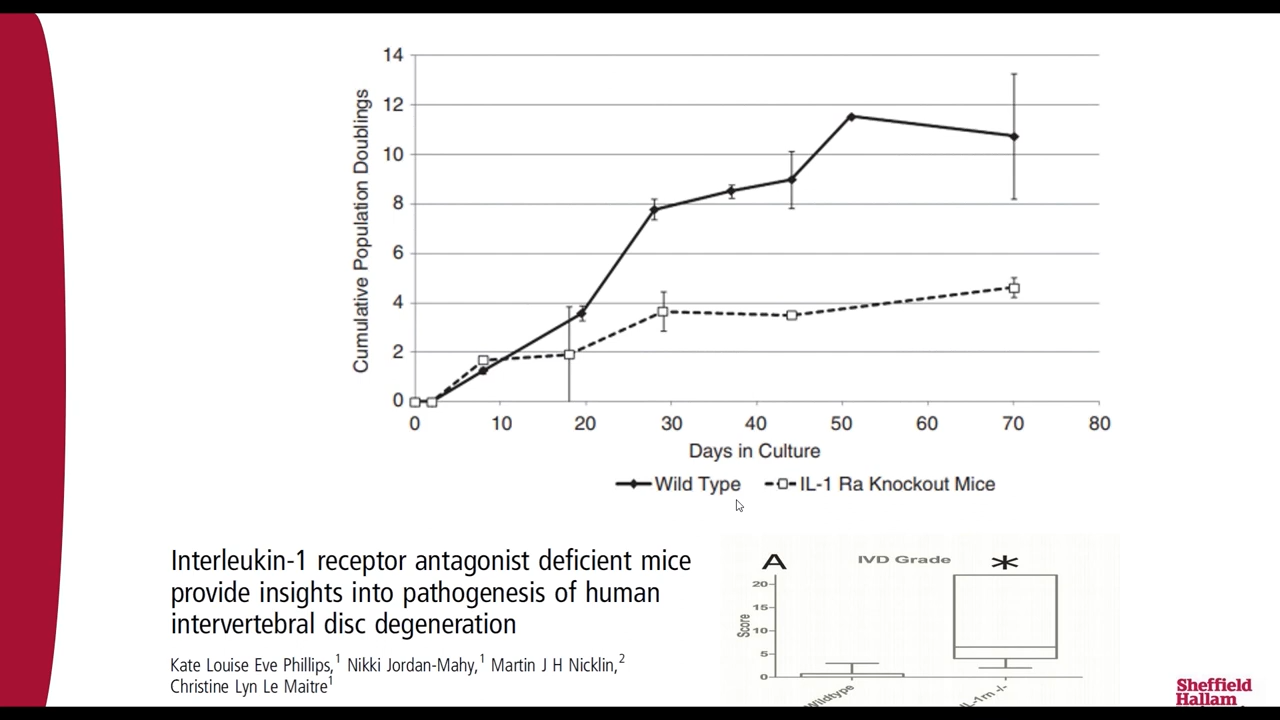 14
12
10
8
6
4
2
0
Cumulative Population Doublings
0 10 20 30 40 50 60 70 80
Days in Culture
Wild Type IL-1 Ra Knockout Mice
Interleukin-1 receptor antagonist deficient mice
provide insights into pathogenesis of human
intervertebral disc degeneration
Kate Louise Eve Phillips,1 Nikki Jordan-Mahy,1 Martin J H Nicklin,2
Christine Lyn Le Maitre1
A IVD Grade *
20
15
10
5
0
Score
Wildtype IL-1rn -/-
Sheffield
Hallam